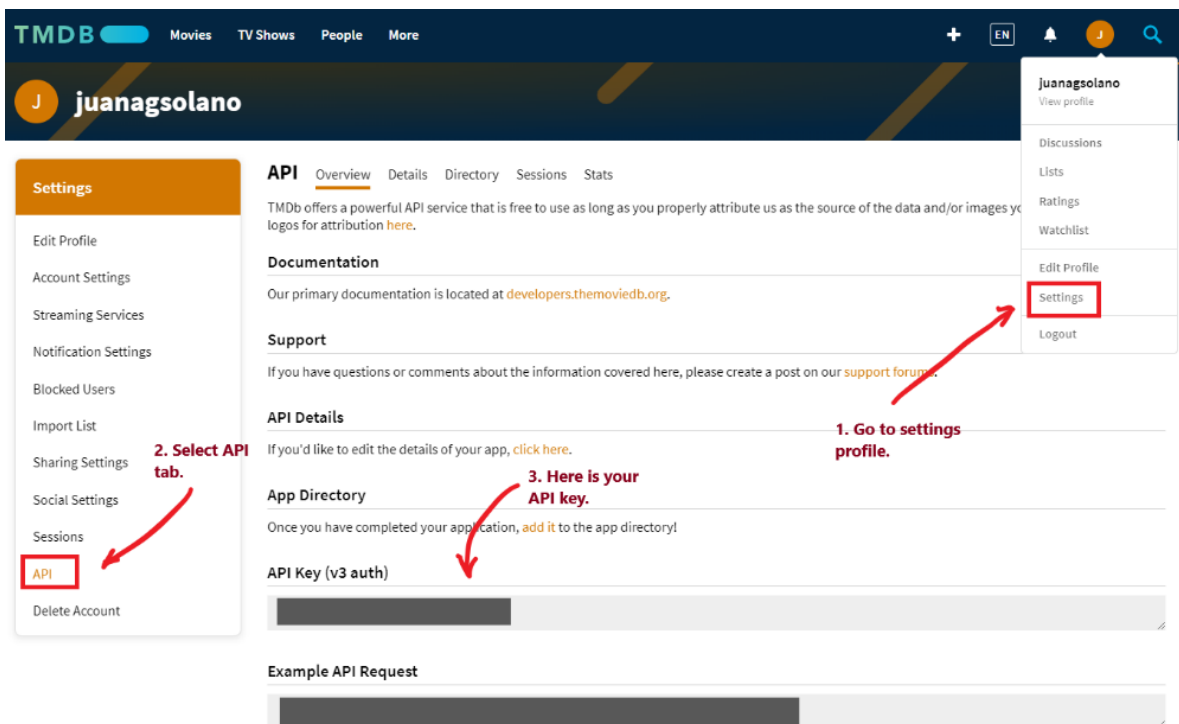 TMDB Movies TV Shows People More + EN J
J juanagsolano
juanagsolano
View profile
Discussions
Lists
Ratings
Watchlist
Edit Profile
Settings
Logout
Settings
Edit Profile
Account Settings
Streaming Services
Notification Settings
Blocked Users
Import List
Sharing Settings
Social Settings
Sessions
API
Delete Account
API Overview Details Directory Sessions Stats
TMDb offers a powerful API service that is free to use as long as you properly attribute us as the source of the data and/or images
logos for attribution here.
Documentation
Our primary documentation is located at developers.themoviedb.org.
Support
If you have questions or comments about the information covered here, please create a post on our support forums.
API Details
If you'd like to edit the details of your app, click here.
App Directory
Once you have completed your application, add it to the app directory!
API Key (v3 auth)
Example API Request
1. Go to settings
profile.
2. Select API
tab.
3. Here is your
API key.